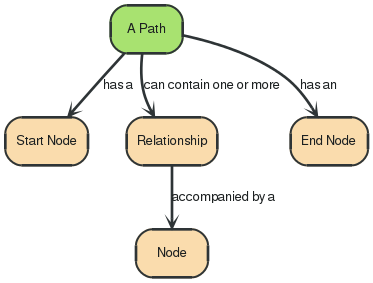 A Path
has a
can contain one or more
has an
Start Node
Relationship
End Node
accompanied by a
Node